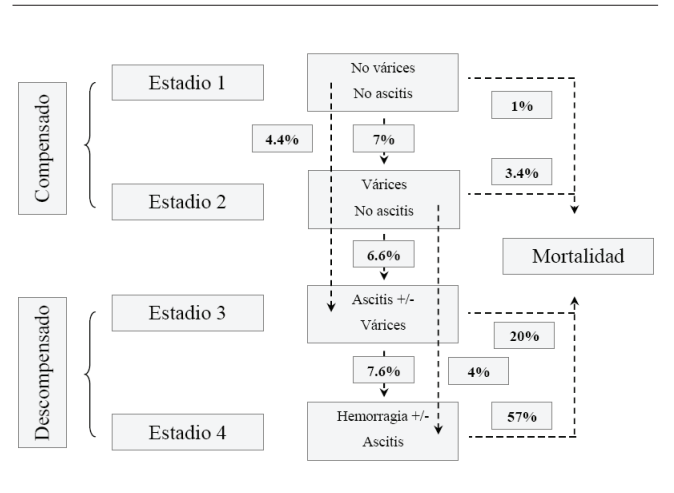 Compensado
Estadio 1
No várices
No ascitis
1%
4.4%
7%
3.4%
Estadio 2
Várices
No ascitis
6.6%
Mortalidad
Descompensado
Estadio 3
Ascitis +/-
Várices
20%
7.6%
4%
57%
Estadio 4
Hemorragia +/-
Ascitis